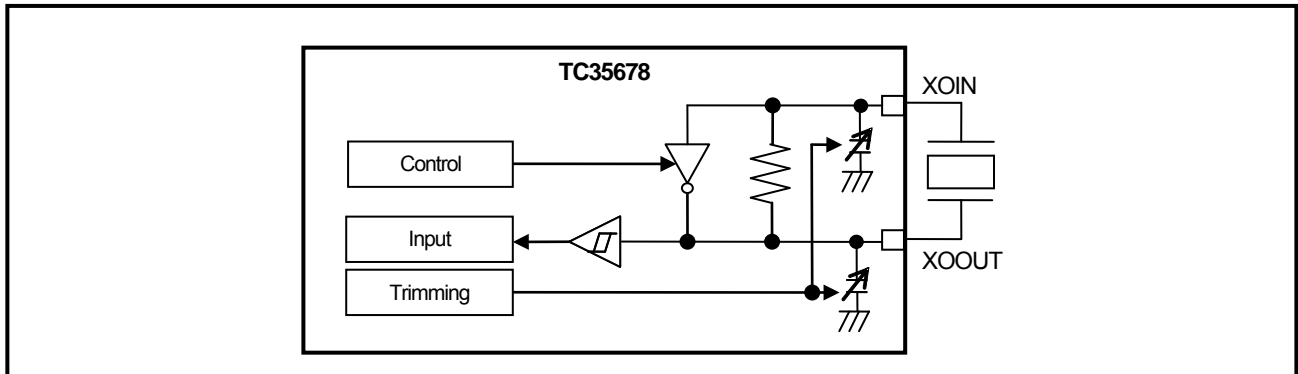 TC35678
XOIN
Control
Input
XOOUT
Trimming